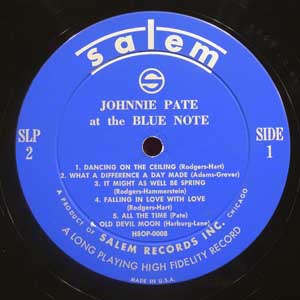 salem
S
JOHNNIE PATE
at the BLUE NOTE
SLP
2
SIDE
1
1. DANCING ON THE CEILING (Rodgers-Hart)
2. WHAT A DIFFERENCE A DAY MADE (Adams-Grever)
3. IT MIGHT AS WELL BE SPRING
(Rodgers-Hammerstein)
4. FALLING IN LOVE WITH LOVE
(Rodgers-Hart)
5. ALL THE TIME (Pate)
6. OLD DEVIL MOON (Harburg-Lane)
H8OP-0008
A PRODUCT OF SALEM RECORDS INC. CHICAGO
A LONG PLAYING HIGH FIDELITY RECORD
MADE IN U.S.A.